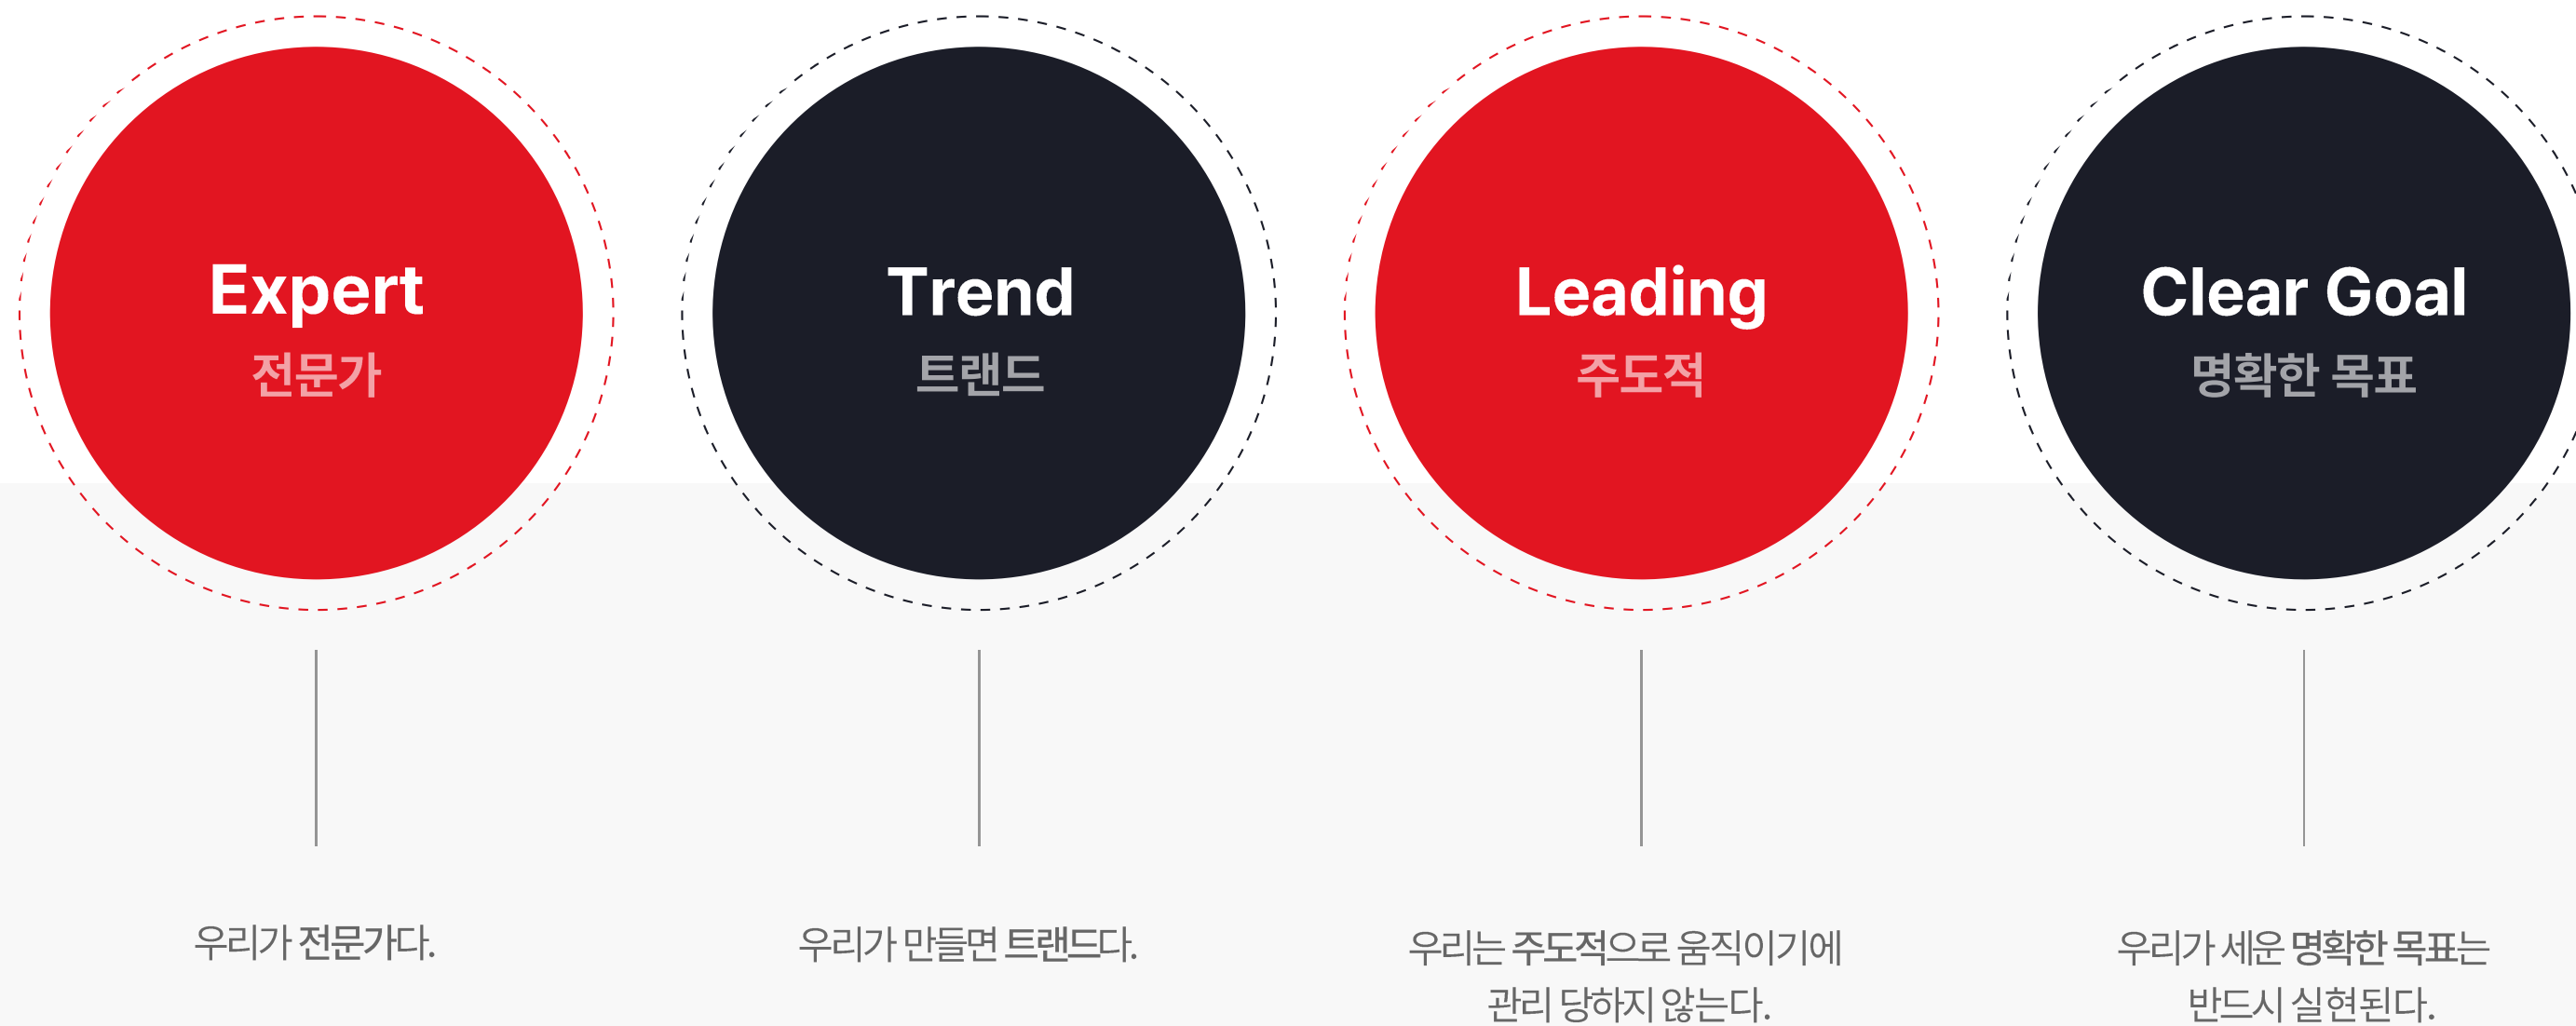 Expert
전문가
Trend
트랜드
Leading
주도적
Clear Goal
명확한 목표
우리가 전문가다.
우리가 만들면 트랜드다.
우리는 주도적으로 움직이기에
관리 당하지 않는다.
우리가 세운 명확한 목표는
반드시 실현된다.